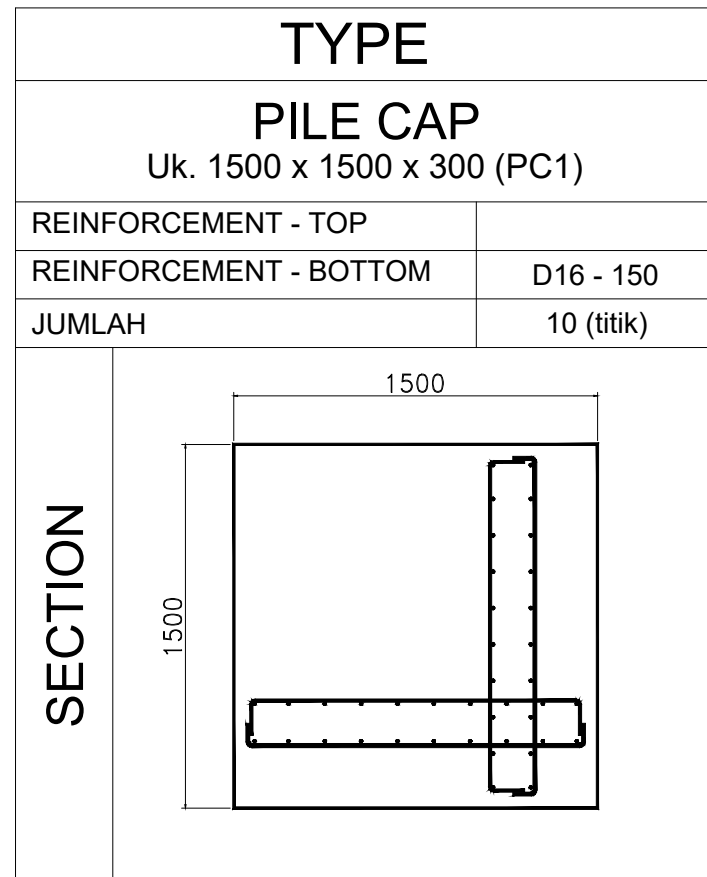 TYPE
PILE CAP
Uk. 1500 x 1500 x 300 (PC1)
REINFORCEMENT - TOP
REINFORCEMENT - BOTTOM D16 - 150
JUMLAH 10 (titik)
SECTION
1500
1500